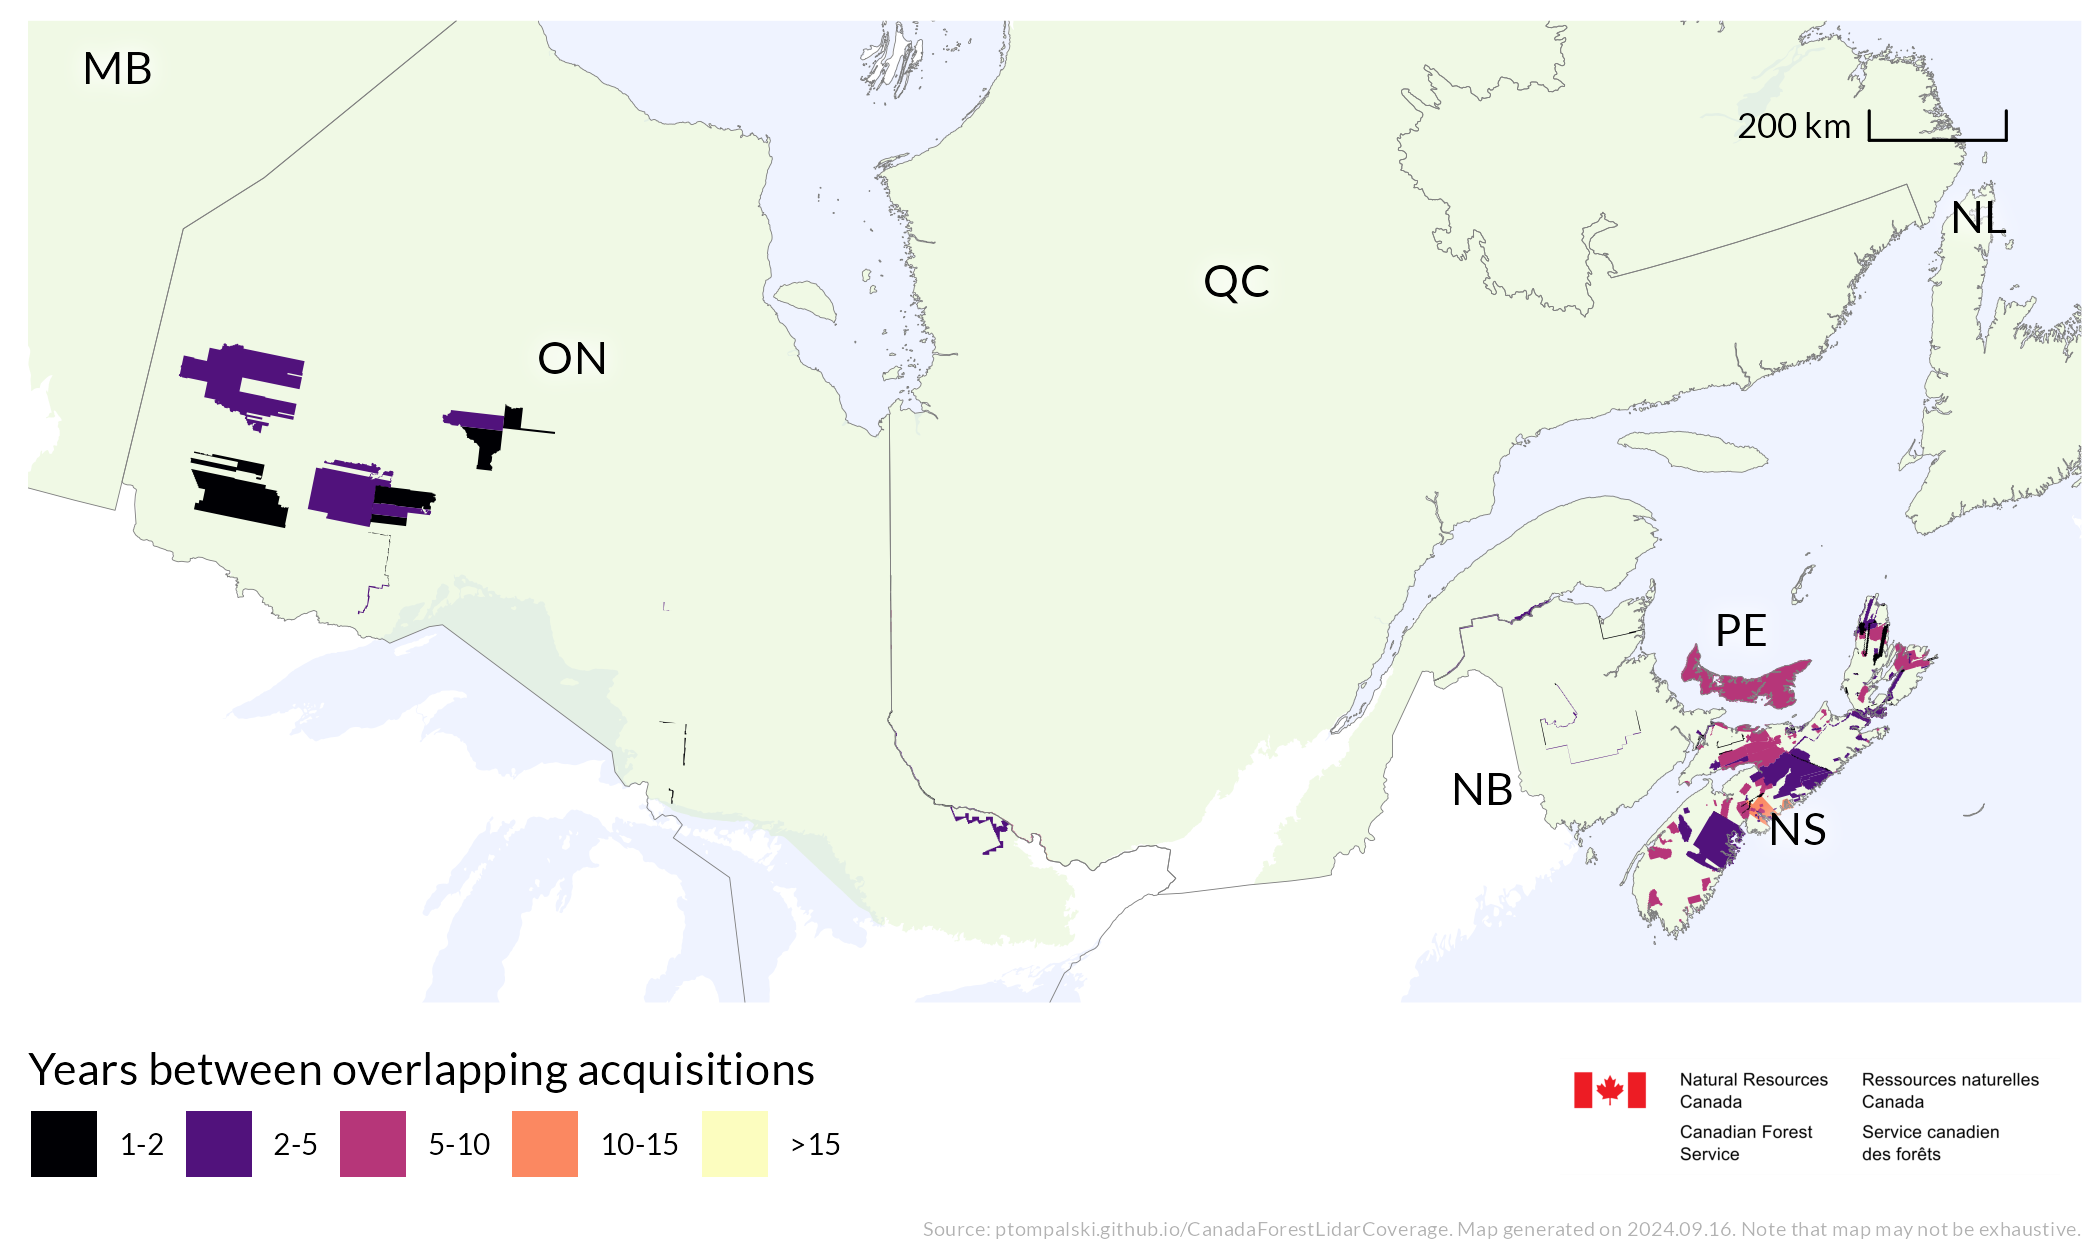 MB
200 km
NL
QC
ON
PE
NB
NS
Years between overlapping acquisitions
1-2
2-5
5-10
10-15
>15
Natural Resources
Canada
Canadian Forest
Service
Ressources naturelles
Canada
Service canadien
des forêts
Source: ptompalski.github.io/CanadaForestLidarCoverage. Map generated on 2024.09.16. Note that map may not be exhaustive.